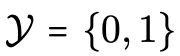 𝒴 = {0, 1}